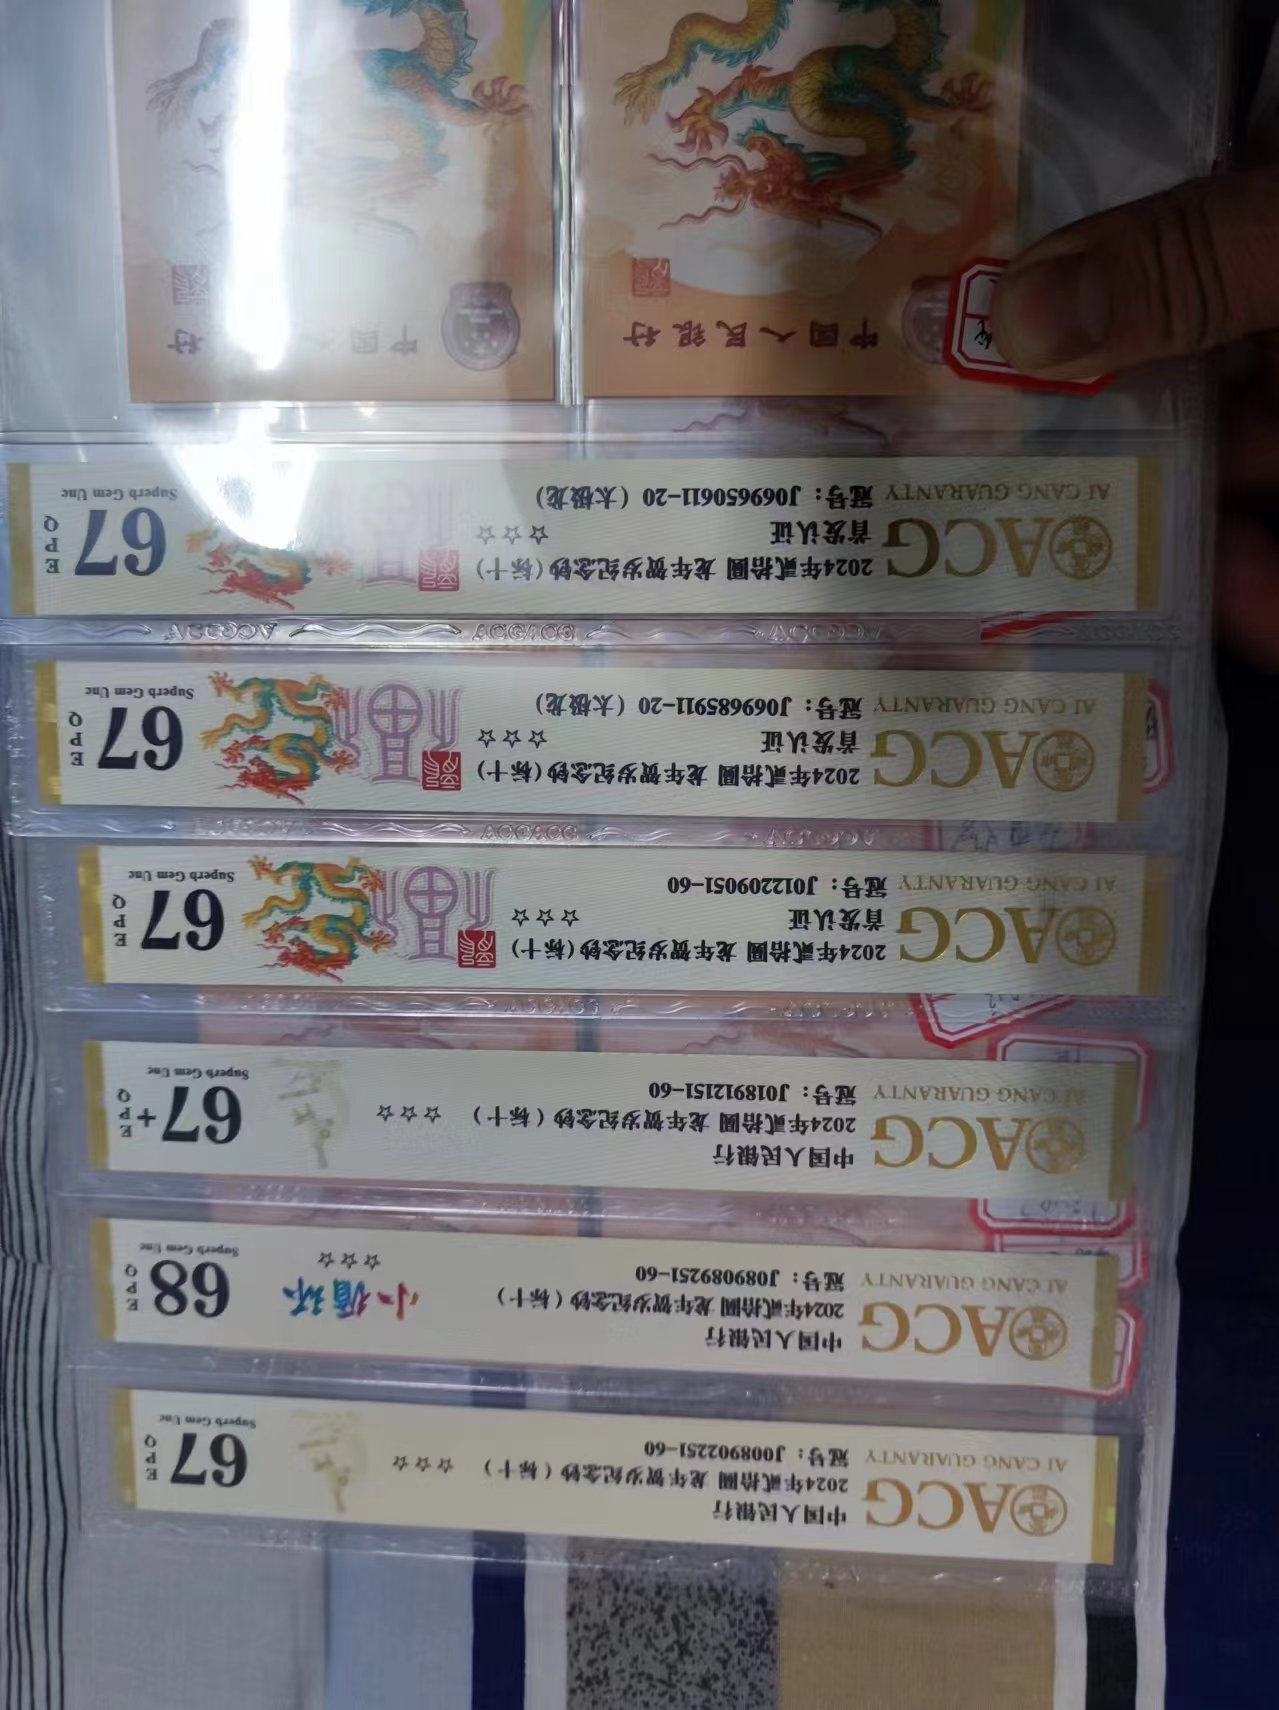 ACG
AI CANG GUARANTY
中国人民银行
2024年贰拾圆 龙年贺岁纪念钞（标十）
冠号：J008902251-60
☆☆☆
67
EPQ
Superb Gem Unc
ACG
AI CANG GUARANTY
中国人民银行
2024年贰拾圆 龙年贺岁纪念钞（标十）
冠号：J089089251-60
小循环
☆☆☆
68
EPQ
Superb Gem Unc
ACG
AI CANG GUARANTY
中国人民银行
2024年贰拾圆 龙年贺岁纪念钞（标十）
冠号：J018912151-60
☆☆☆
67+
EPQ
Superb Gem Unc
ACG
AI CANG GUARANTY
2024年贰拾圆 龙年贺岁纪念钞（标十）
首发认证
☆☆☆
冠号：J012209051-60
67
EPQ
Superb Gem Unc
ACG
AI CANG GUARANTY
2024年贰拾圆 龙年贺岁纪念钞（标十）
首发认证
☆☆☆
冠号：J069685911-20（太极龙）
67
EPQ
Superb Gem Unc
ACG
AI CANG GUARANTY
2024年贰拾圆 龙年贺岁纪念钞（标十）
首发认证
☆☆☆
冠号：J069650611-20（太极龙）
67
EPQ
Superb Gem Unc
中国人民银行